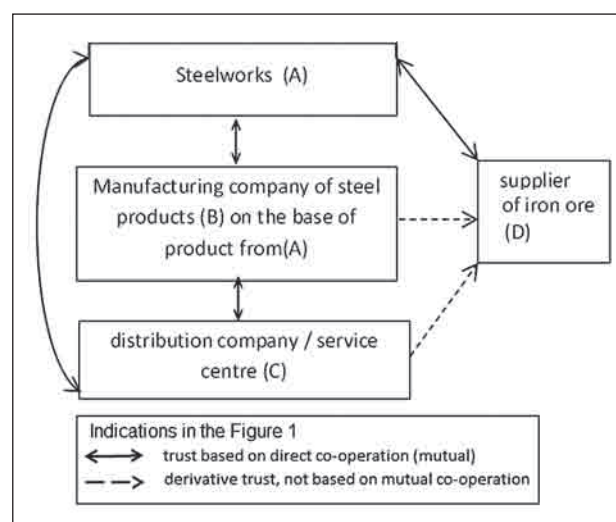 Steelworks (A)
Manufacturing company of steel
products (B) on the base of
product from(A)
supplier
of iron ore
(D)
distribution company / service
centre (C)
Indications in the Figure 1
trust based on direct co-operation (mutual)
derivative trust, not based on mutual co-operation